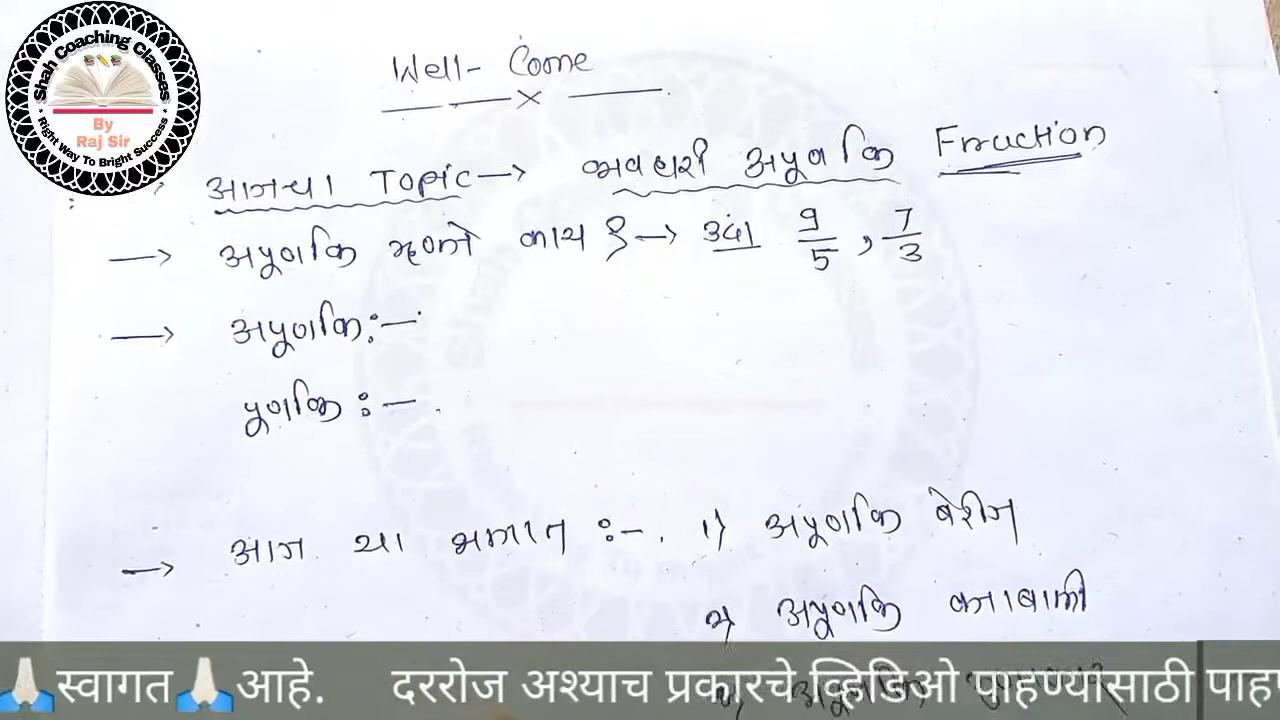 Shah Coaching Classes
By
Raj Sir
* Right Way To Bright Success *
Well- Come
आजचा Topic → व्यवहारी अपूर्णांक Fraction
→ अपूर्णांक म्हणजे काय ? → उदा 9/5 , 7/3
→ अपूर्णांक :-
पूर्णांक :-
→ आज या भागात :- . 1) अपूर्णांक बेरीज
2) अपूर्णांक वजाबाकी
3) अपूर्णांक गुणाकार
🙏🏻स्वागत🙏🏻आहे. दररोज अश्याच प्रकारचे व्हिडिओ पाहण्यासाठी पाह